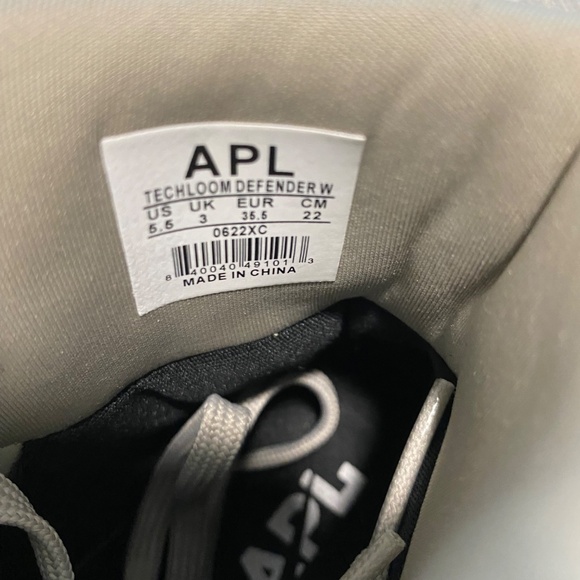 APL
TECHLOOM DEFENDER W
US UK EUR CM
5.5 3 35.5 22
0622XC
8 40040 49101 3
MADE IN CHINA
APL